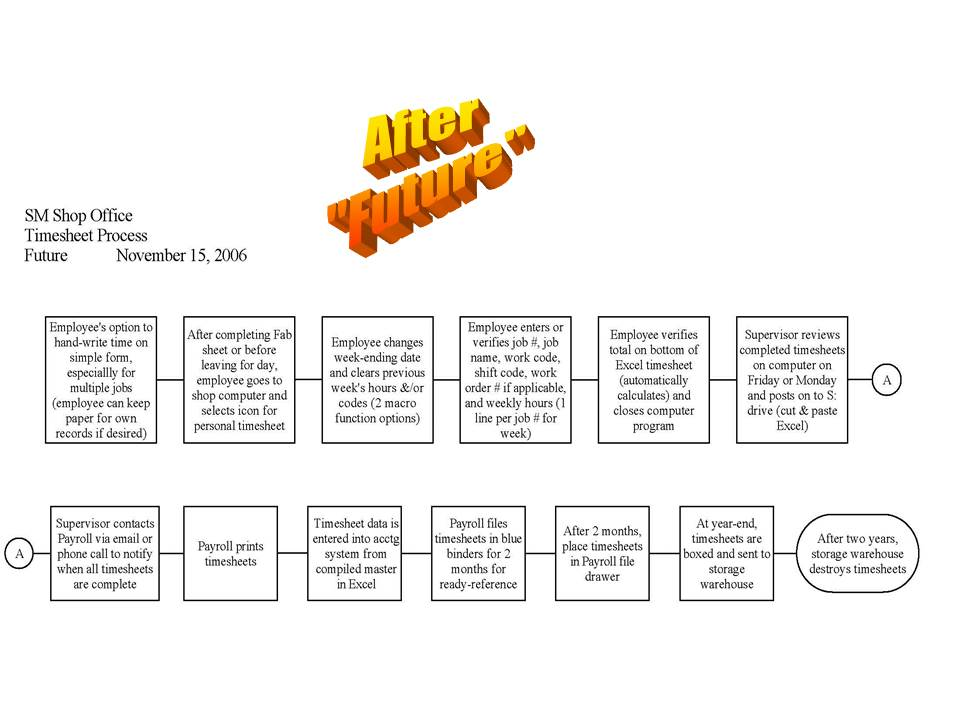 After
"Future"
SM Shop Office
Timesheet Process
Future November 15, 2006
Employee's option to
hand-write time on
simple form,
especiallly for
multiple jobs
(employee can keep
paper for own
records if desired)
After completing Fab
sheet or before
leaving for day,
employee goes to
shop computer and
selects icon for
personal timesheet
Employee changes
week-ending date
and clears previous
week's hours &/or
codes (2 macro
function options)
Employee enters or
verifies job #, job
name, work code,
shift code, work
order # if applicable,
and weekly hours (1
line per job # for
week)
Employee verifies
total on bottom of
Excel timesheet
(automatically
calculates) and
closes computer
program
Supervisor reviews
completed timesheets
on computer on
Friday or Monday
and posts on to S:
drive (cut & paste
Excel)
A
A
Supervisor contacts
Payroll via email or
phone call to notify
when all timesheets
are complete
Payroll prints
timesheets
Timesheet data is
entered into acctg
system from
compiled master
in Excel
Payroll files
timesheets in blue
binders for 2
months for
ready-reference
After 2 months,
place timesheets
in Payroll file
drawer
At year-end,
timesheets are
boxed and sent to
storage
warehouse
After two years,
storage warehouse
destroys timesheets